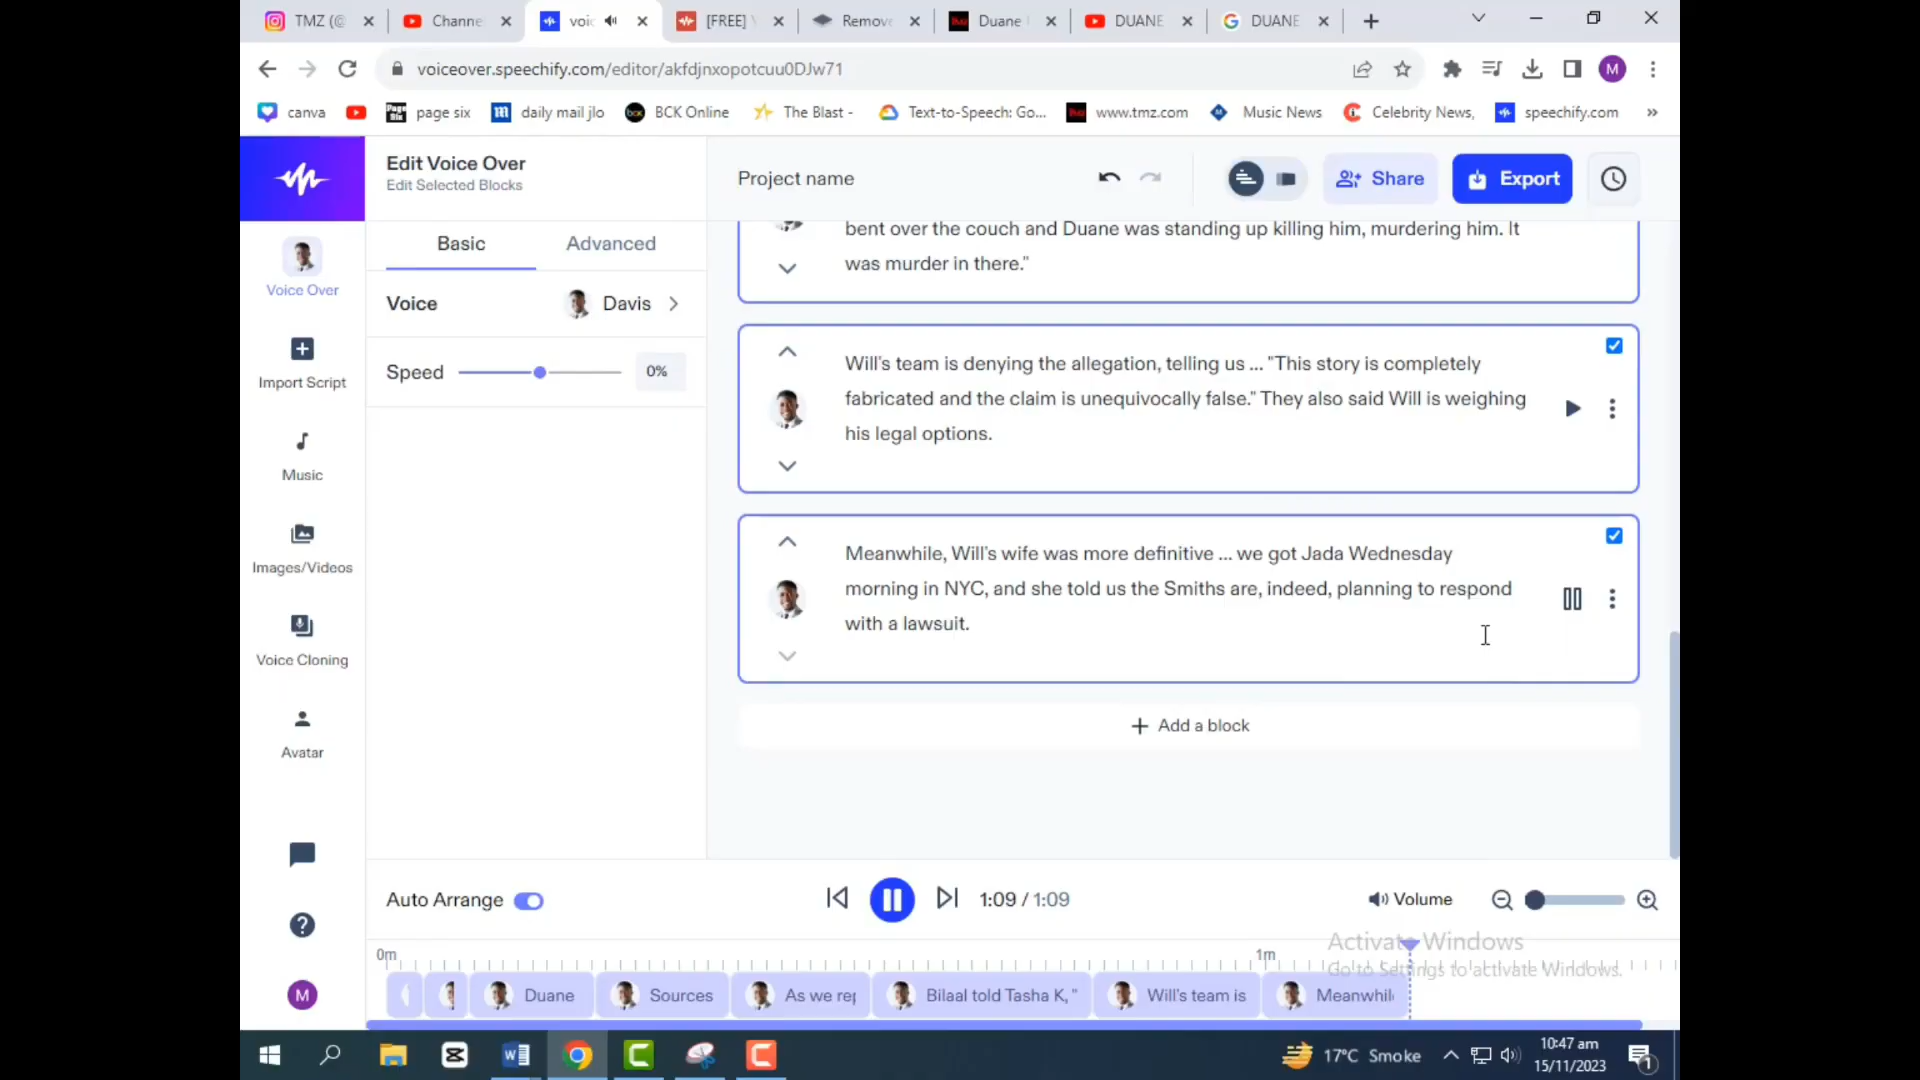 TMZ (@
Channe
voic
[FREE]
Remove
Duane
DUANE
DUANE
voiceover.speechify.com/editor/akfdjnxopotcuu0DJw71
M
canva
page six
daily mail jlo
BCK Online
The Blast -
Text-to-Speech: Go...
www.tmz.com
Music News
Celebrity News,
speechify.com
»
Edit Voice Over
Edit Selected Blocks
Project name
Share
Export
Basic
Advanced
Voice
Davis
Speed
0%
Voice Over
Import Script
Music
Images/Videos
Voice Cloning
Avatar
M
bent over the couch and Duane was standing up killing him, murdering him. It
was murder in there."
Will's team is denying the allegation, telling us ... "This story is completely
fabricated and the claim is unequivocally false." They also said Will is weighing
his legal options.
Meanwhile, Will's wife was more definitive ... we got Jada Wednesday
morning in NYC, and she told us the Smiths are, indeed, planning to respond
with a lawsuit.
+ Add a block
Auto Arrange
1:09 / 1:09
Volume
Activate Windows
Go to Settings to activate Windows.
0m
1m
Duane
Sources
As we rep
Bilaal told Tasha K, "
Will's team is
Meanwhil
17°C Smoke
10:47 am
15/11/2023
1